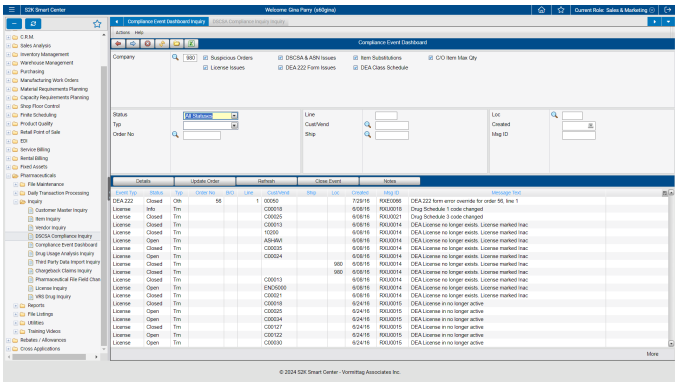 S2K Smart Center
Welcome Gina Parry (s60gina)
Current Role: Sales & Marketing
Compliance Event Dashboard Inquiry
DSCSA Compliance Inquiry Inquiry
Actions Help
Compliance Event Dashboard
C.R.M.
Sales Analysis
Inventory Management
Warehouse Management
Purchasing
Manufacturing Work Orders
Material Requirements Planning
Capacity Requirements Planning
Shop Floor Control
Finite Scheduling
Product Quality
Retail Point of Sale
EDI
Service Billing
Rental Billing
Fixed Assets
Pharmaceuticals
File Maintenance
Daily Transaction Processing
Inquiry
Customer Master Inquiry
Item Inquiry
Vendor Inquiry
DSCSA Compliance Inquiry
Compliance Event Dashboard
Drug Usage Analysis Inquiry
Third Party Data Import Inquiry
Chargeback Claims Inquiry
Pharmaceutical File Field Chan
License Inquiry
VRS Drug Inquiry
Reports
File Listings
Utilities
Training Videos
Rebates / Allowances
Cross Applications
Company 980 Suspicious Orders DSCSA & ASN Issues Item Substitutions C/O Item Max Qty
License Issues DEA 222 Form Issues DEA Class Schedule
Status All Statuses Line Loc
Typ Cust/Vend Created
Order No Ship Msg ID
Details Update Order Refresh Close Event Notes
Event Typ Status Typ Order No B/O Line Cust/Vend Ship Loc Created Msg ID Message Text
DEA 222 Closed Oth 56 1 00050 7/29/16 RXE0066 DEA 222 form error override for order 56, line 1
License Info Trn C00018 6/08/16 RXU0018 Drug Schedule 1 code changed
License Closed Trn C00025 6/08/16 RXU0021 Drug Schedule 3 code changed
License Closed Trn C00013 6/08/16 RXU0014 DEA License no longer exists. License marked Inac
License Closed Trn 10200 6/08/16 RXU0014 DEA License no longer exists. License marked Inac
License Open Trn ASHAVI 6/08/16 RXU0014 DEA License no longer exists. License marked Inac
License Closed Trn C00035 6/08/16 RXU0014 DEA License no longer exists. License marked Inac
License Open Trn C00024 6/08/16 RXU0014 DEA License no longer exists. License marked Inac
License Closed Trn 980 6/08/16 RXU0014 DEA License no longer exists. License marked Inac
License Closed Trn 980 6/08/16 RXU0014 DEA License no longer exists. License marked Inac
License Closed Trn C00013 6/08/16 RXU0014 DEA License no longer exists. License marked Inac
License Open Trn END5000 6/08/16 RXU0014 DEA License no longer exists. License marked Inac
License Open Trn C00021 6/08/16 RXU0014 DEA License no longer exists. License marked Inac
License Closed Trn C00018 6/24/16 RXU0015 DEA License in no longer active
License Open Trn C00025 6/24/16 RXU0015 DEA License in no longer active
License Open Trn C00034 6/24/16 RXU0015 DEA License in no longer active
License Closed Trn C00127 6/24/16 RXU0015 DEA License in no longer active
License Open Trn C00122 6/24/16 RXU0015 DEA License in no longer active
License Open Trn C00030 6/24/16 RXU0015 DEA License in no longer active
More
© 2024 S2K Smart Center - Vormittag Associates Inc.